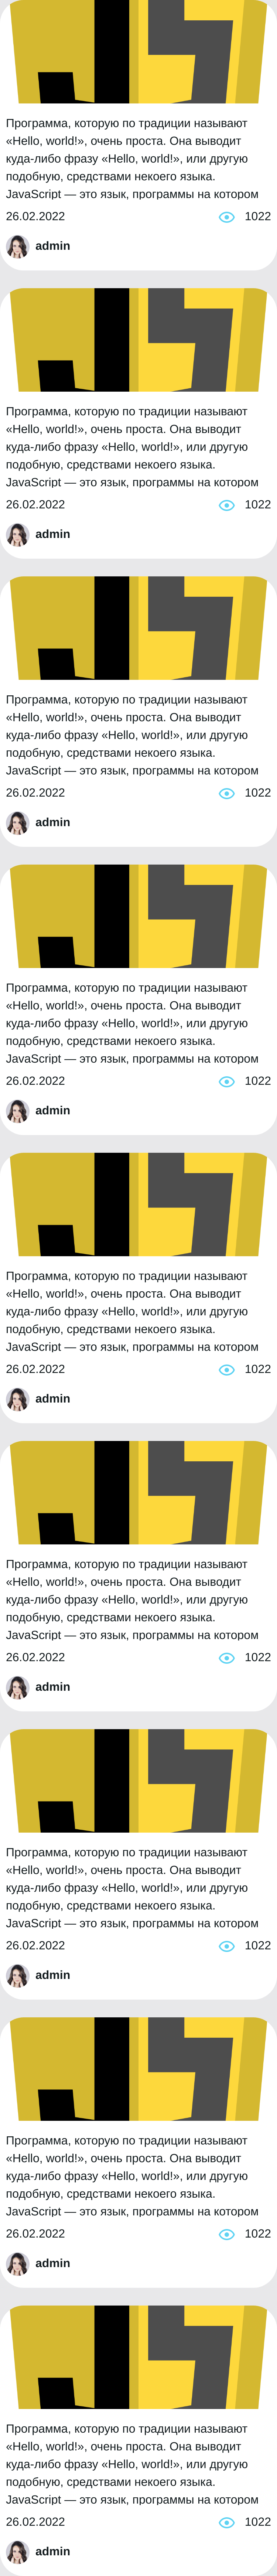 Программа, которую по традиции называют
«Hello, world!», очень проста. Она выводит
куда-либо фразу «Hello, world!», или другую
подобную, средствами некоего языка.
JavaScript — это язык, программы на котором
26.02.2022 1022
admin
Программа, которую по традиции называют
«Hello, world!», очень проста. Она выводит
куда-либо фразу «Hello, world!», или другую
подобную, средствами некоего языка.
JavaScript — это язык, программы на котором
26.02.2022 1022
admin
Программа, которую по традиции называют
«Hello, world!», очень проста. Она выводит
куда-либо фразу «Hello, world!», или другую
подобную, средствами некоего языка.
JavaScript — это язык, программы на котором
26.02.2022 1022
admin
Программа, которую по традиции называют
«Hello, world!», очень проста. Она выводит
куда-либо фразу «Hello, world!», или другую
подобную, средствами некоего языка.
JavaScript — это язык, программы на котором
26.02.2022 1022
admin
Программа, которую по традиции называют
«Hello, world!», очень проста. Она выводит
куда-либо фразу «Hello, world!», или другую
подобную, средствами некоего языка.
JavaScript — это язык, программы на котором
26.02.2022 1022
admin
Программа, которую по традиции называют
«Hello, world!», очень проста. Она выводит
куда-либо фразу «Hello, world!», или другую
подобную, средствами некоего языка.
JavaScript — это язык, программы на котором
26.02.2022 1022
admin
Программа, которую по традиции называют
«Hello, world!», очень проста. Она выводит
куда-либо фразу «Hello, world!», или другую
подобную, средствами некоего языка.
JavaScript — это язык, программы на котором
26.02.2022 1022
admin
Программа, которую по традиции называют
«Hello, world!», очень проста. Она выводит
куда-либо фразу «Hello, world!», или другую
подобную, средствами некоего языка.
JavaScript — это язык, программы на котором
26.02.2022 1022
admin
Программа, которую по традиции называют
«Hello, world!», очень проста. Она выводит
куда-либо фразу «Hello, world!», или другую
подобную, средствами некоего языка.
JavaScript — это язык, программы на котором
26.02.2022 1022
admin